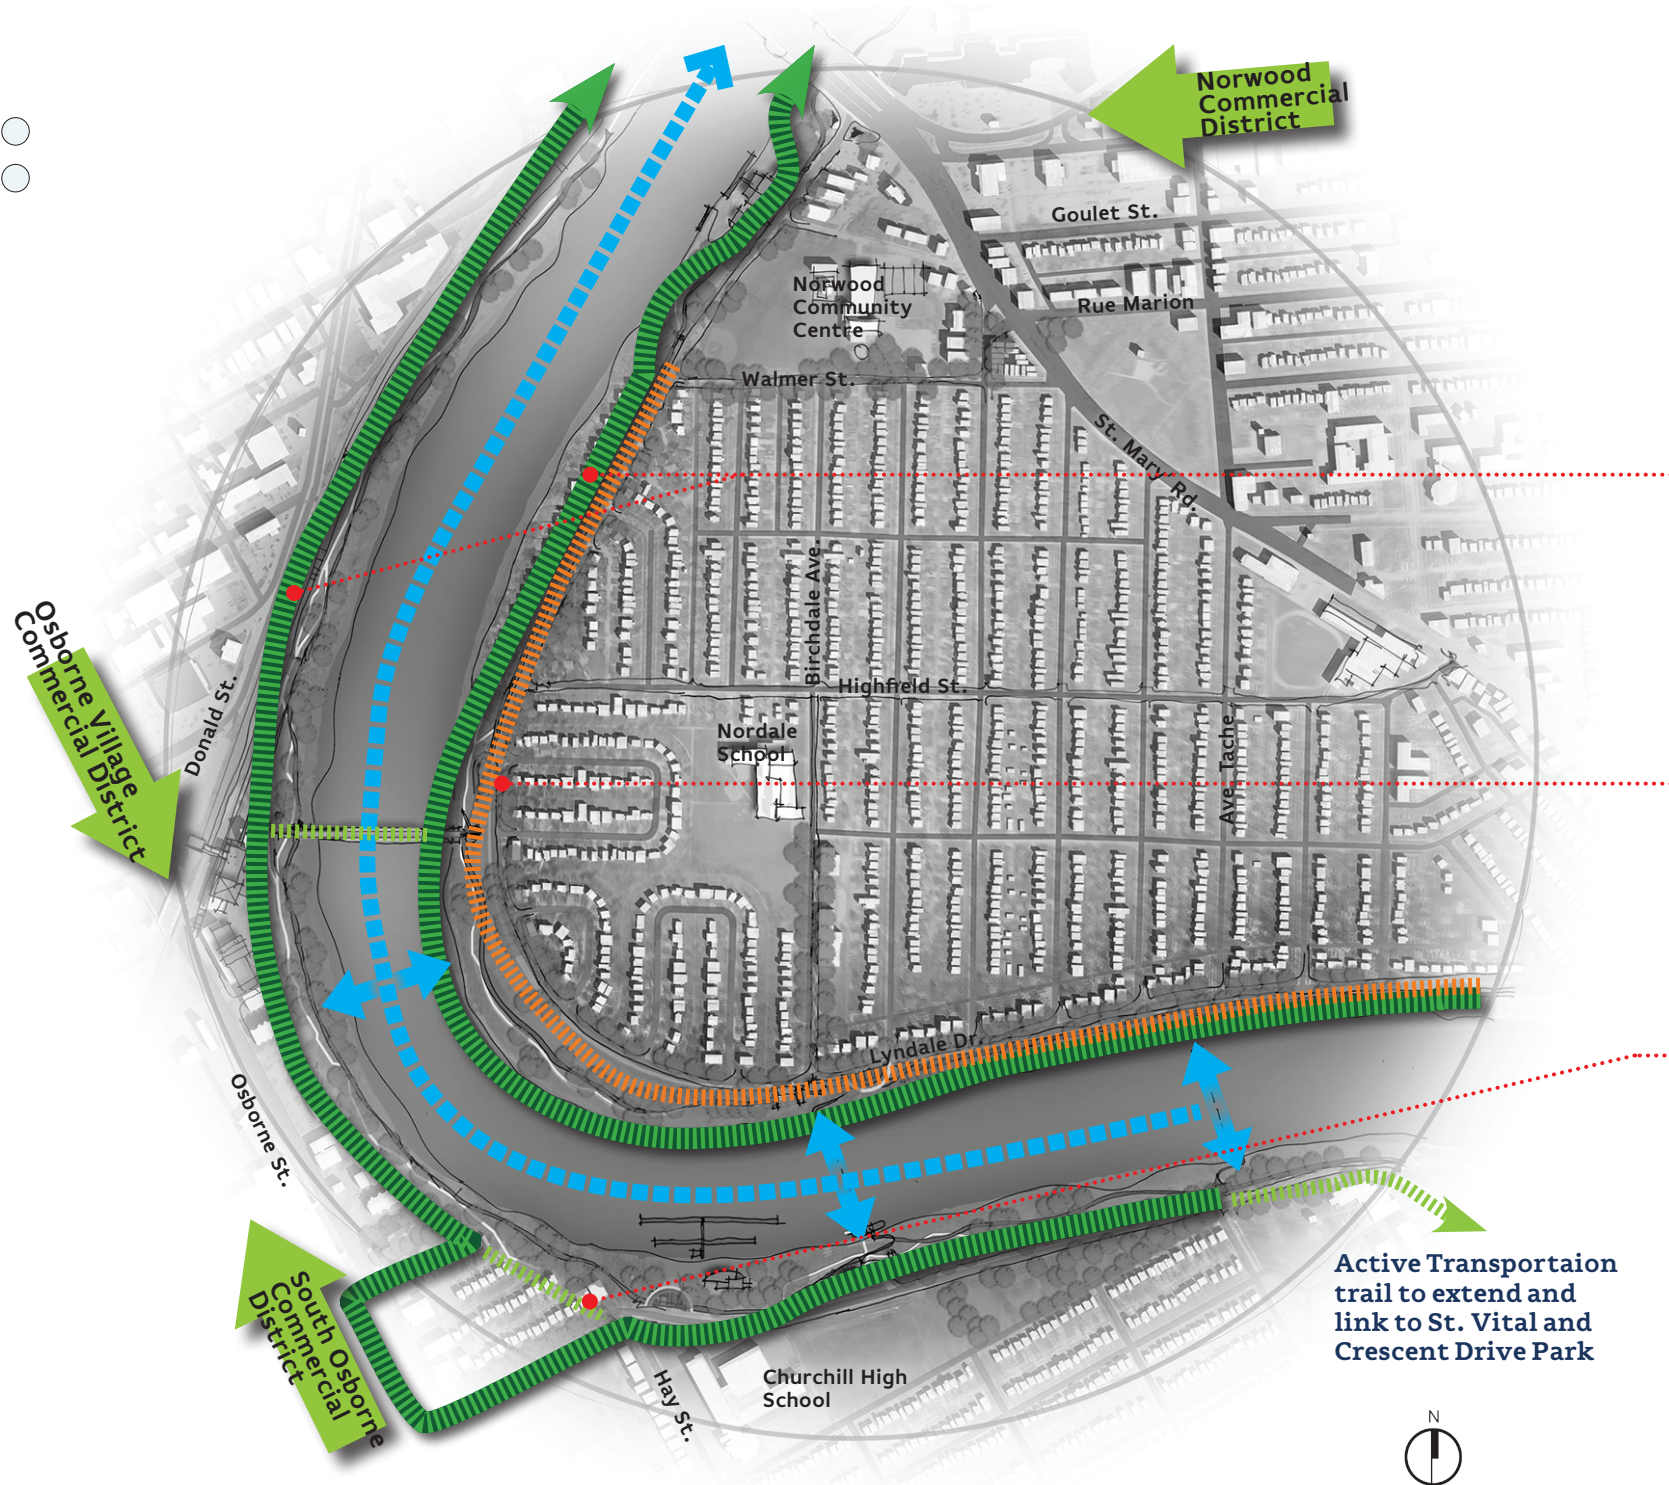 Norwood
Commercial
District
Goulet St.
Norwood
Community
Centre
Rue Marion
Walmer St.
St. Mary' Rd.
Birchdale Ave.
Osborne Village
Commercial District
Donald St.
Highfield St.
Nordale
School
Ave. Tache
Lyndale Dr.
Osborne St.
South Osborne
Commercial
District
Active Transportaion
trail to extend and
link to St. Vital and
Crescent Drive Park
Hay St.
Churchill High
School
N